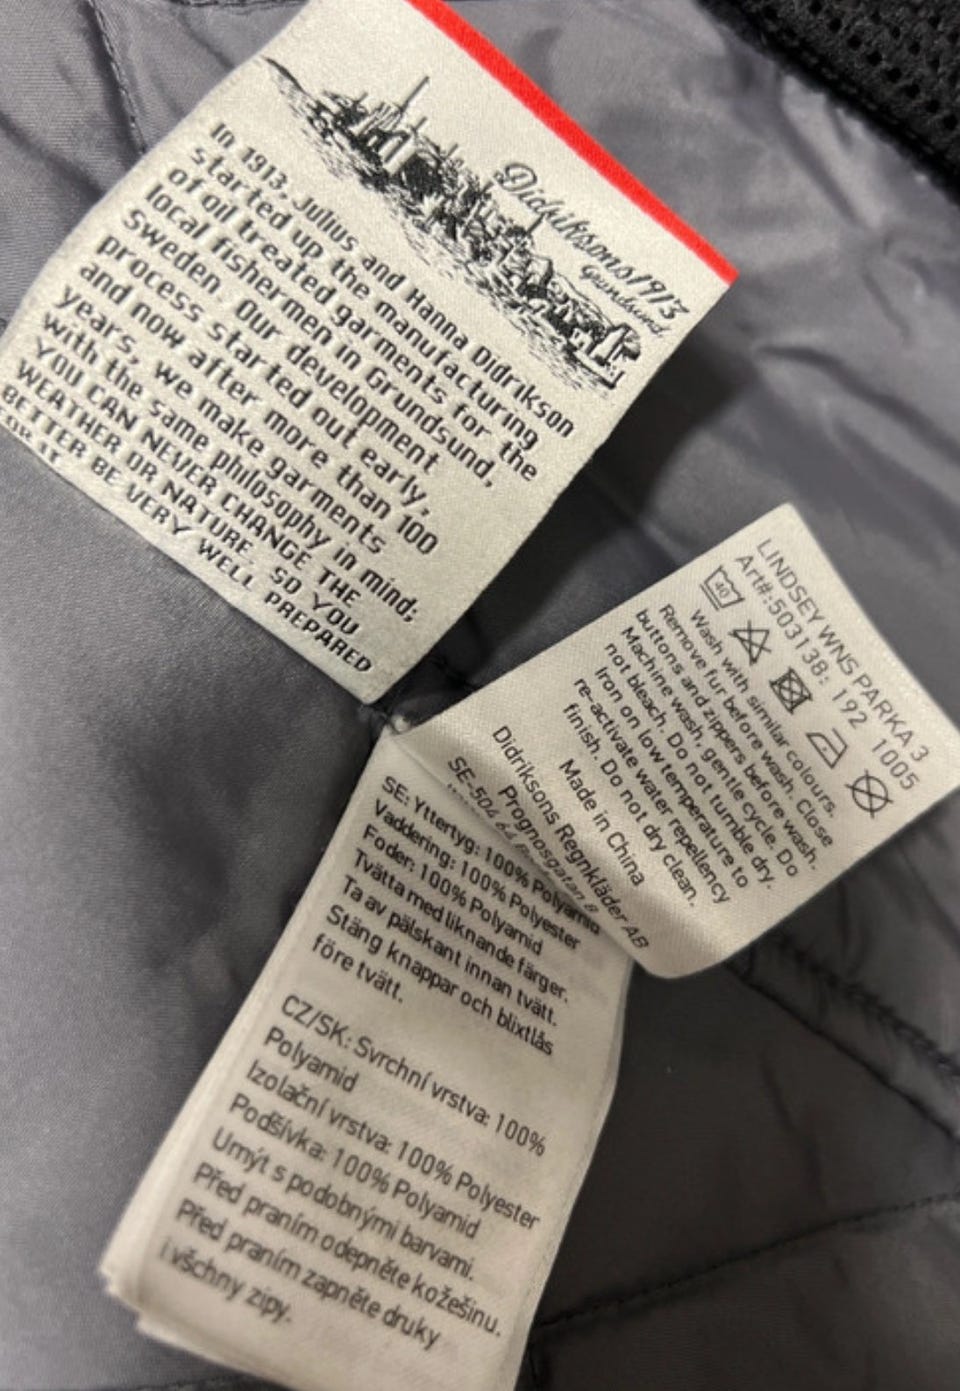 Didriksons1913
Grundsund
In 1913, Julius and Hanna Didrikson
started up the manufacturing
of oil treated garments for the
local fishermen in Grundsund,
Sweden. Our development
process started out early,
and now after more than 100
years, we make garments
with the same philosophy in mind;
YOU CAN NEVER CHANGE THE
WEATHER OR NATURE, SO YOU
BETTER BE VERY WELL PREPARED
FOR IT
LINDSEY WNS PARKA 3
Art#:503138: 192 1005
40
Wash with similar colours.
Remove fur before wash. Close
buttons and zippers before wash.
Machine wash, gentle cycle. Do
not bleach. Do not tumble dry.
Iron on low temperature to
re-activate water repellency
finish. Do not dry clean.
Made in China
Didriksons Regnkläder AB
Prognosgatan 8
SE-504 64
SE: Yttertyg: 100% Polyamid
Vaddering: 100% Polyester
Foder: 100% Polyamid
Tvätta med liknande färger.
Ta av pälskant innan tvätt.
Stäng knappar och blixtlås
före tvätt.
CZ/SK: Svrchní vrstva: 100%
Polyamid
Izolační vrstva: 100% Polyester
Podšívka: 100% Polyamid
Umýt s podobnými barvami.
Před praním odepněte kožešinu.
Před praním zapněte druky
i všchny zipy.